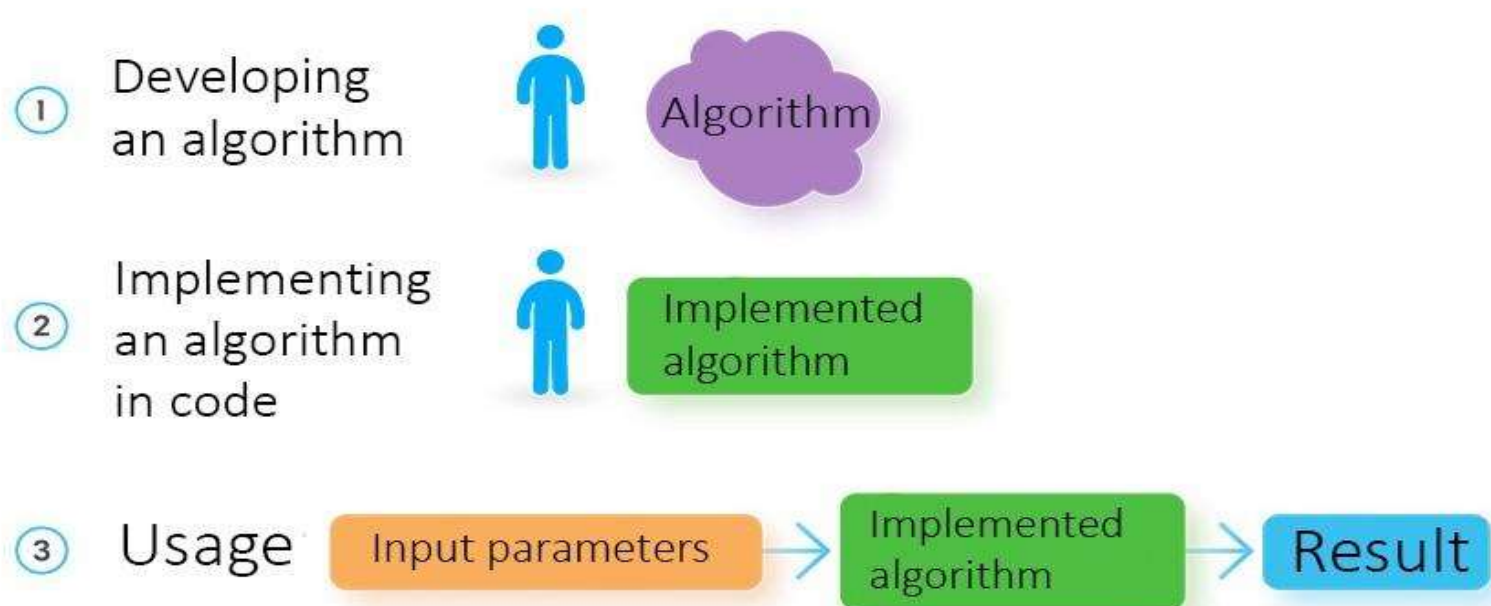 1
Developing
an algorithm
Algorithm
2
Implementing
an algorithm
in code
Implemented
algorithm
3
Usage
Input parameters
Implemented
algorithm
Result